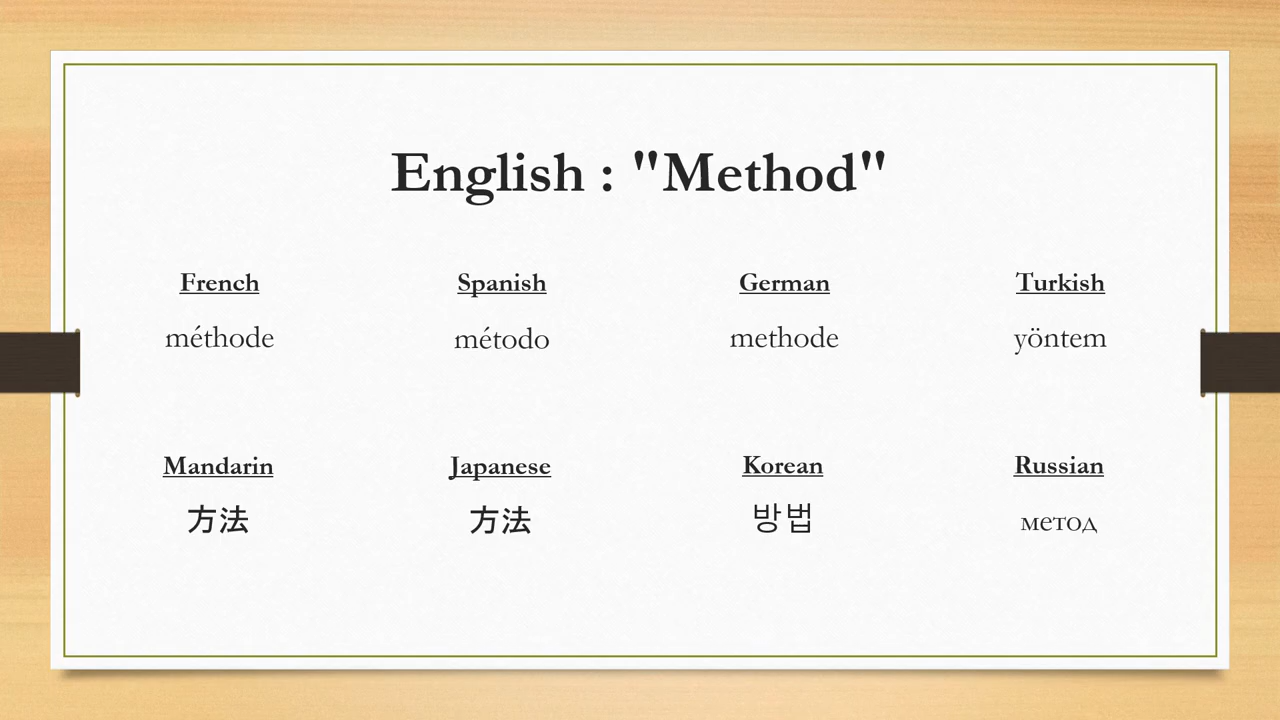 English : "Method"
French
Spanish
German
Turkish
méthode
método
methode
yöntem
Mandarin
Japanese
Korean
Russian
方法
方法
방법
метод